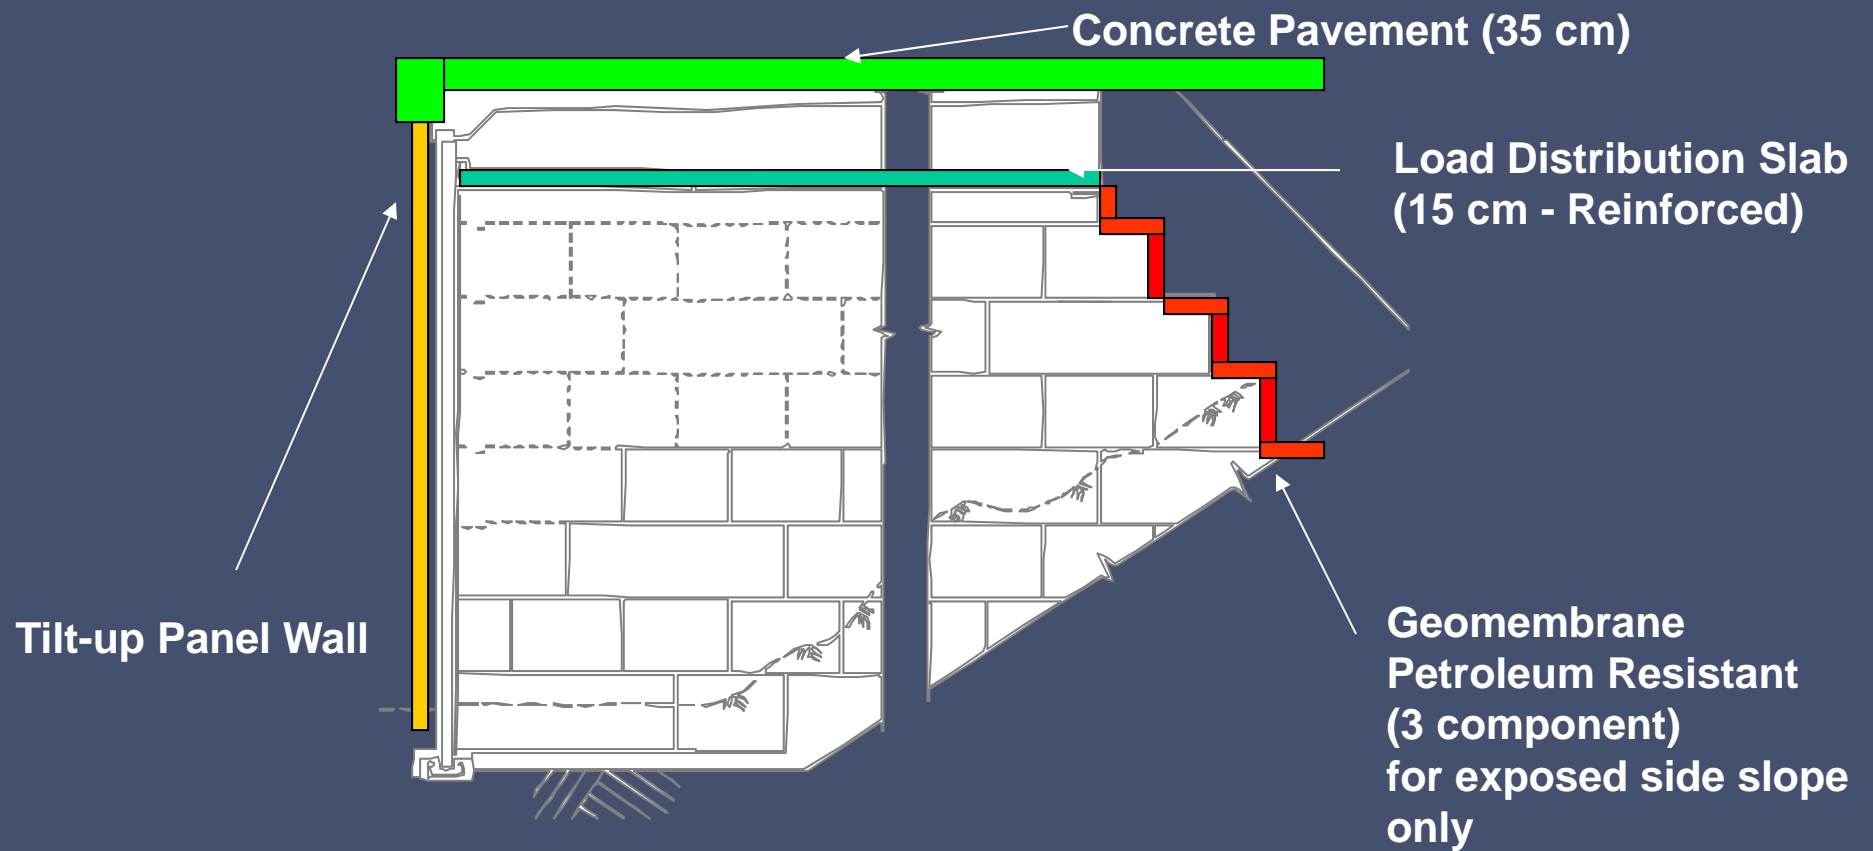 Concrete Pavement (35 cm)
Load Distribution Slab
(15 cm - Reinforced)
Tilt-up Panel Wall
Geomembrane
Petroleum Resistant
(3 component)
for exposed side slope
only